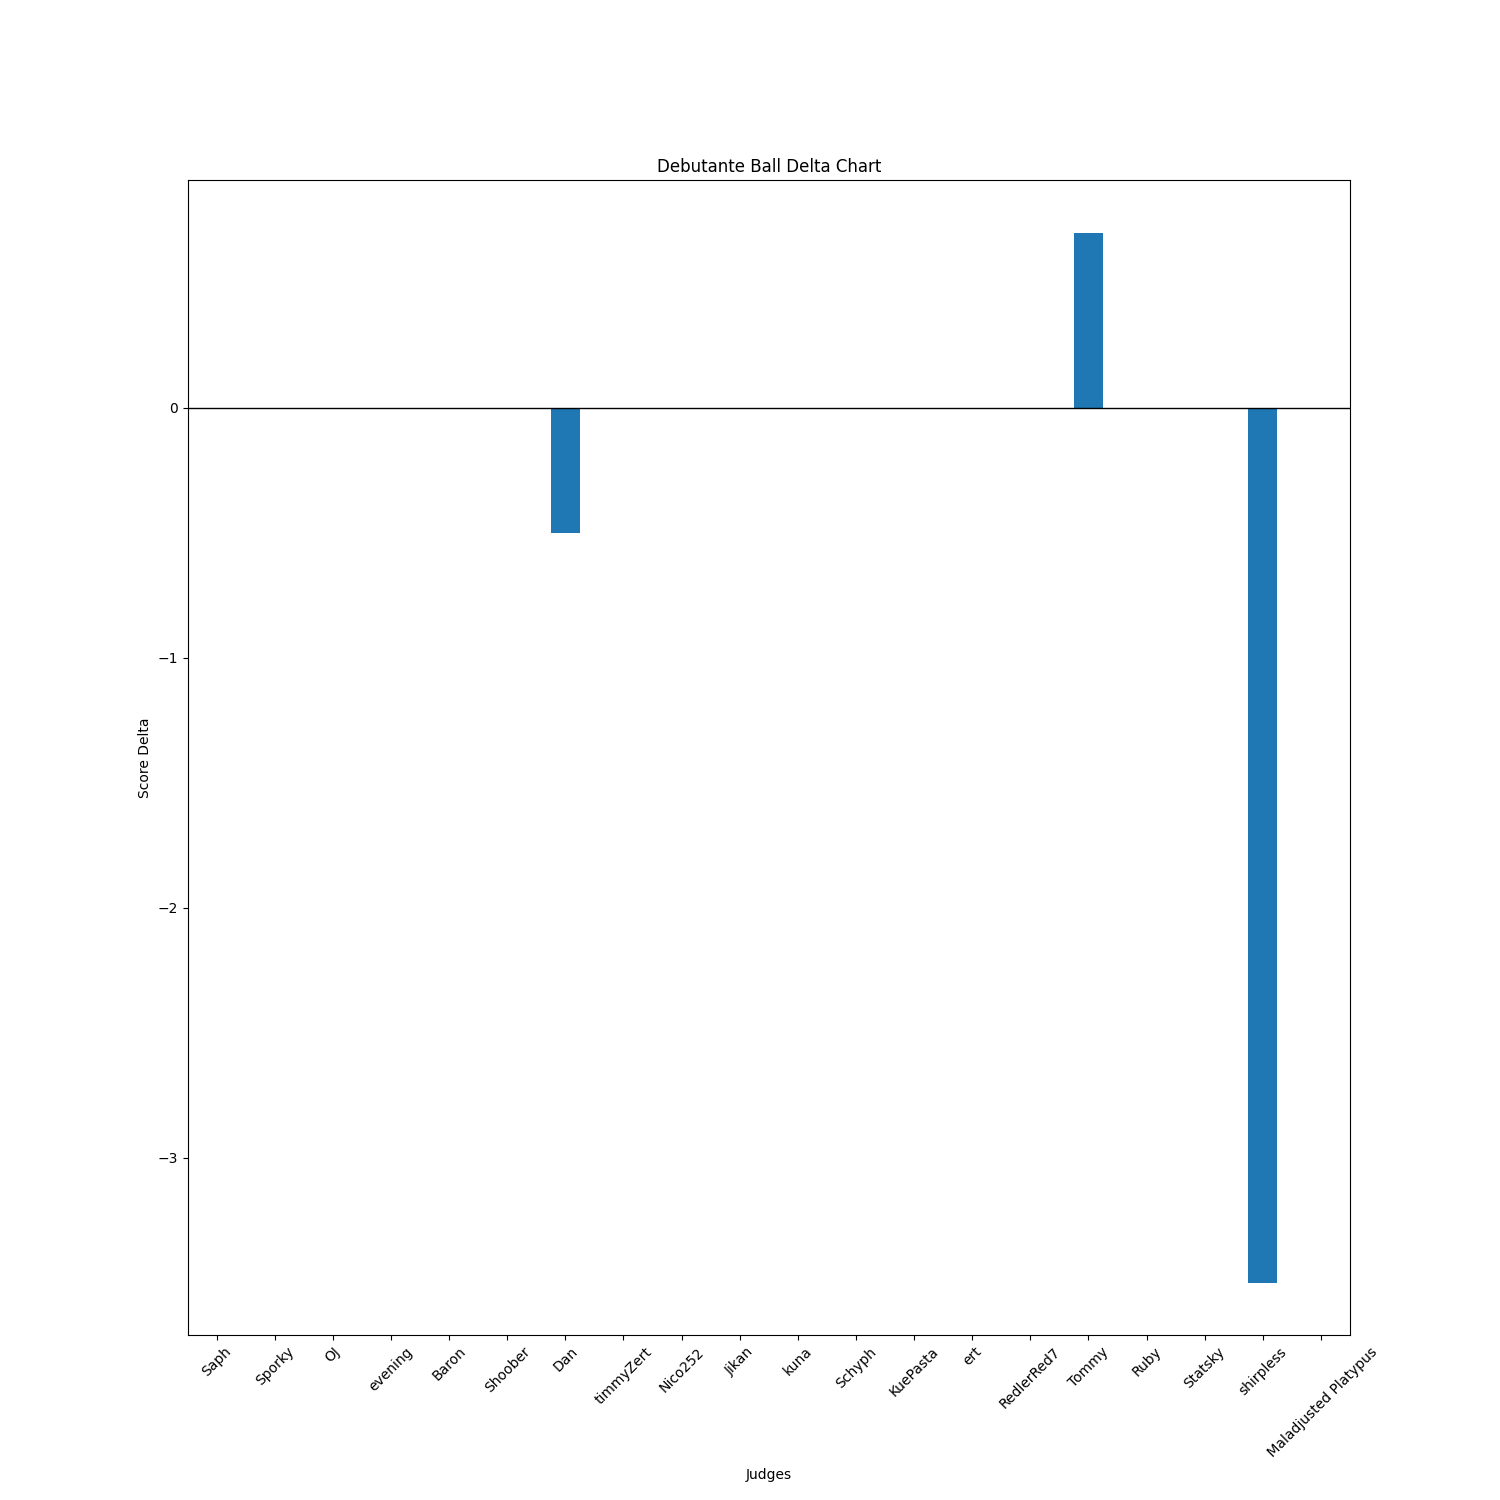 Debutante Ball Delta Chart
0
−1
−2
−3
Score Delta
Saph
Sporky
OJ
evening
Baron
Shoober
Dan
timmyZert
Nico252
Jikan
kuna
Schyph
KuePasta
ert
RedlerRed7
Tommy
Ruby
Statsky
shirpless
Maladjusted Platypus
Judges